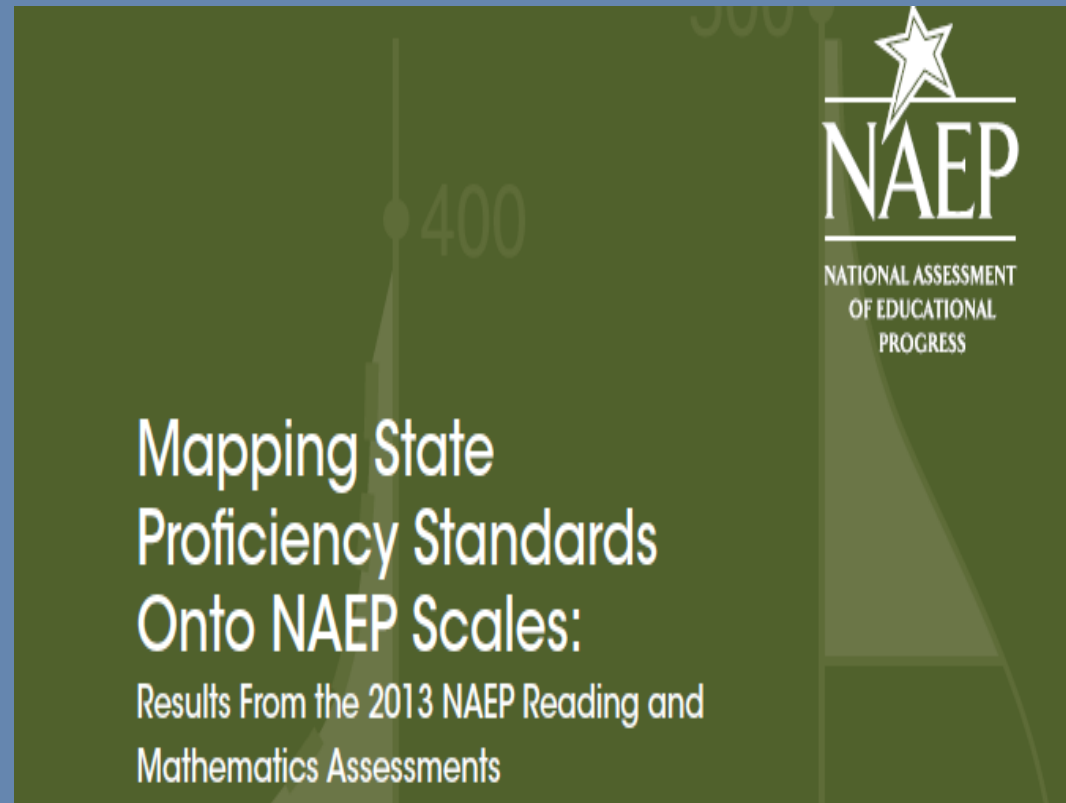 500
400
NAEP
NATIONAL ASSESSMENT
OF EDUCATIONAL
PROGRESS
Mapping State
Proficiency Standards
Onto NAEP Scales:
Results From the 2013 NAEP Reading and
Mathematics Assessments